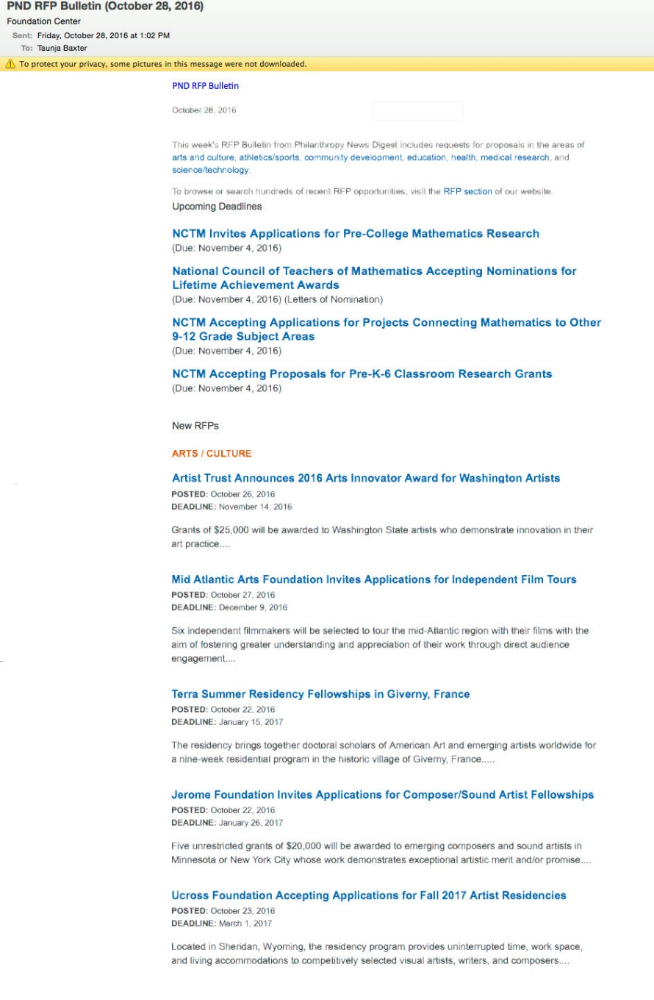 PND RFP Bulletin (October 28, 2016)
Foundation Center
Sent: Friday, October 28, 2016 at 1:02 PM
To: Taunja Baxter
To protect your privacy, some pictures in this message were not downloaded.
PND RFP Bulletin
October 28, 2016
This week's RFP Bulletin from Philanthropy News Digest includes requests for proposals in the areas of
arts and culture, athletics/sports, community development, education, health, medical research, and
science/technology.
To browse or search hundreds of recent RFP opportunities, visit the RFP section of our website.
Upcoming Deadlines
NCTM Invites Applications for Pre-College Mathematics Research
(Due: November 4, 2016)
National Council of Teachers of Mathematics Accepting Nominations for
Lifetime Achievement Awards
(Due: November 4, 2016) (Letters of Nomination)
NCTM Accepting Applications for Projects Connecting Mathematics to Other
9-12 Grade Subject Areas
(Due: November 4, 2016)
NCTM Accepting Proposals for Pre-K-6 Classroom Research Grants
(Due: November 4, 2016)
New RFPs
ARTS / CULTURE
Artist Trust Announces 2016 Arts Innovator Award for Washington Artists
POSTED: October 26, 2016
DEADLINE: November 14, 2016
Grants of $25,000 will be awarded to Washington State artists who demonstrate innovation in their
art practice....
Mid Atlantic Arts Foundation Invites Applications for Independent Film Tours
POSTED: October 27, 2016
DEADLINE: December 9, 2016
Six independent filmmakers will be selected to tour the mid-Atlantic region with their films with the
aim of fostering greater understanding and appreciation of their work through direct audience
engagement....
Terra Summer Residency Fellowships in Giverny, France
POSTED: October 22, 2016
DEADLINE: January 15, 2017
The residency brings together doctoral scholars of American Art and emerging artists worldwide for
a nine-week residential program in the historic village of Giverny, France.....
Jerome Foundation Invites Applications for Composer/Sound Artist Fellowships
POSTED: October 22, 2016
DEADLINE: January 26, 2017
Five unrestricted grants of $20,000 will be awarded to emerging composers and sound artists in
Minnesota or New York City whose work demonstrates exceptional artistic merit and/or promise....
Ucross Foundation Accepting Applications for Fall 2017 Artist Residencies
POSTED: October 23, 2016
DEADLINE: March 1, 2017
Located in Sheridan, Wyoming, the residency program provides uninterrupted time, work space,
and living accommodations to competitively selected visual artists, writers, and composers....